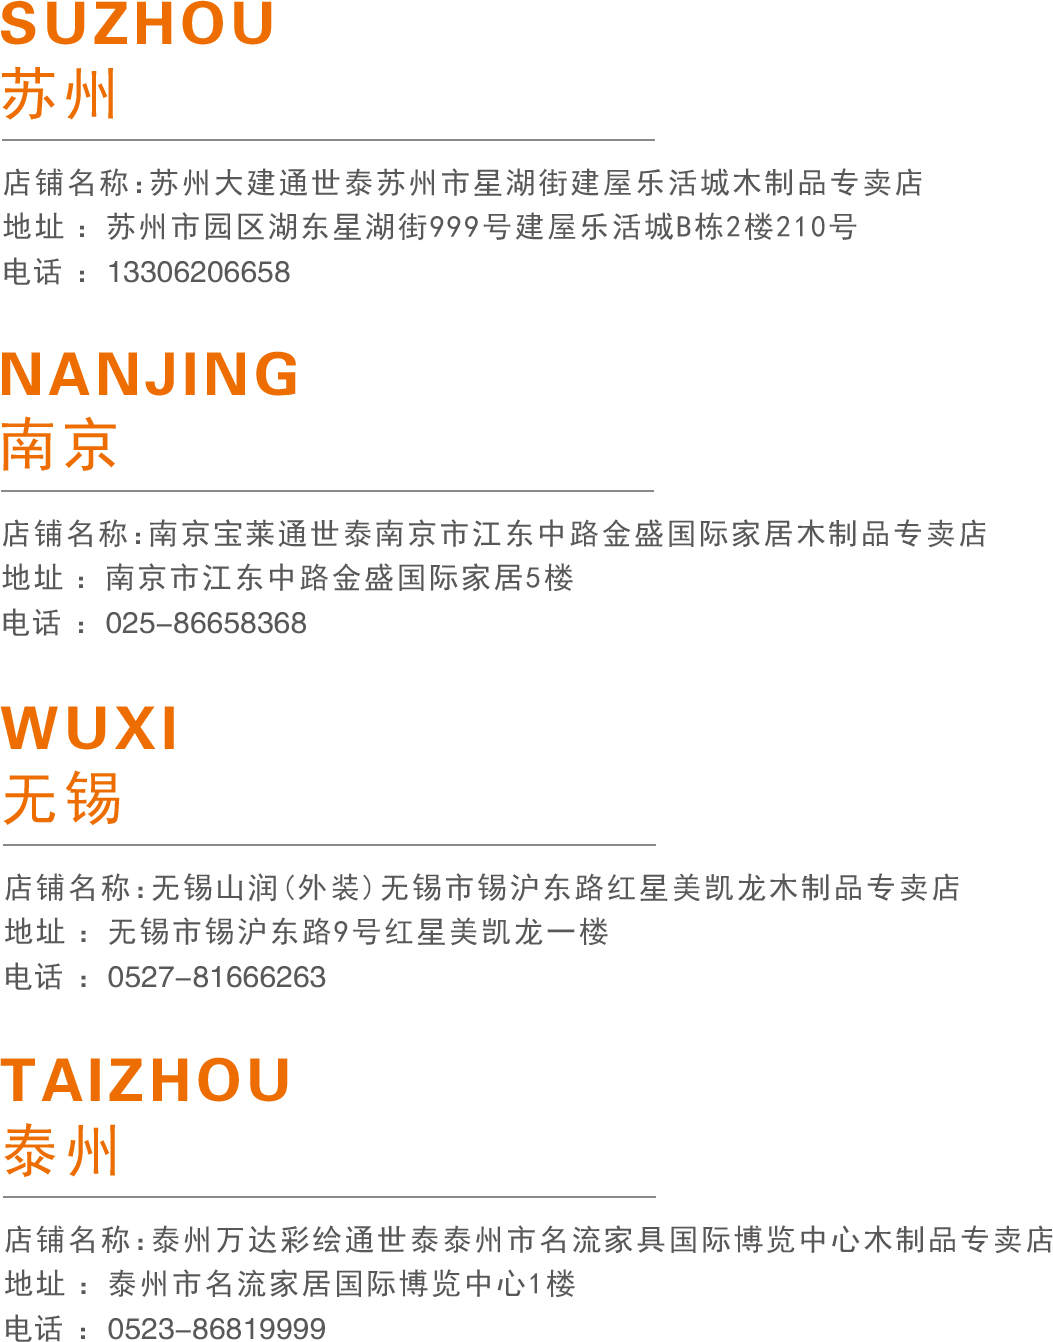 SUZHOU
苏州
店铺名称:苏州大建通世泰苏州市星湖街建屋乐活城木制品专卖店
地址 : 苏州市园区湖东星湖街999号建屋乐活城B栋2楼210号
电话 : 13306206658
NANJING
南京
店铺名称:南京宝莱通世泰南京市江东中路金盛国际家居木制品专卖店
地址 : 南京市江东中路金盛国际家居5楼
电话 : 025-86658368
WUXI
无锡
店铺名称:无锡山润(外装)无锡市锡沪东路红星美凯龙木制品专卖店
地址 : 无锡市锡沪东路9号红星美凯龙一楼
电话 : 0527-81666263
TAIZHOU
泰州
店铺名称:泰州万达彩绘通世泰泰州市名流家具国际博览中心木制品专卖店
地址 : 泰州市名流家居国际博览中心1楼
电话 : 0523-86819999